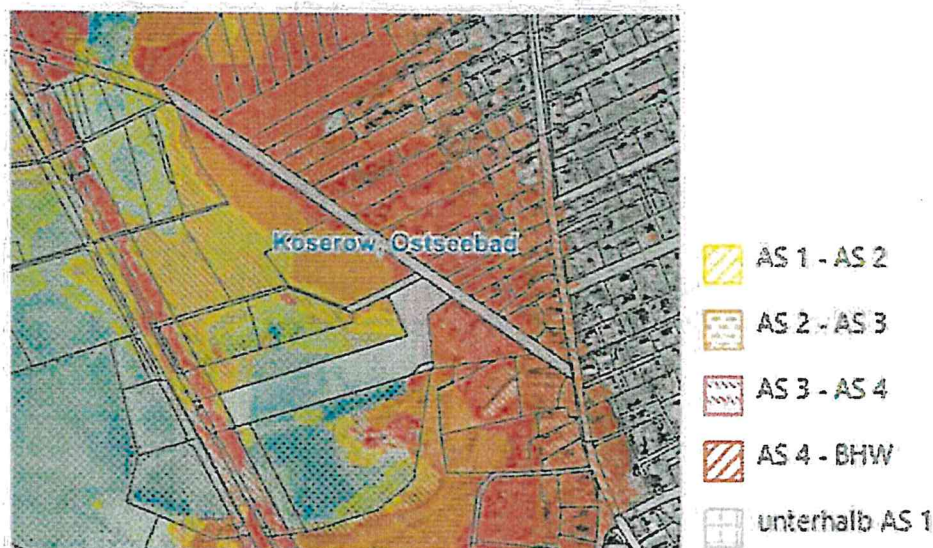 Koserow, Ostseebad
AS 1 - AS 2
AS 2 - AS 3
AS 3 - AS 4
AS 4 - BHW
unterhalb AS 1